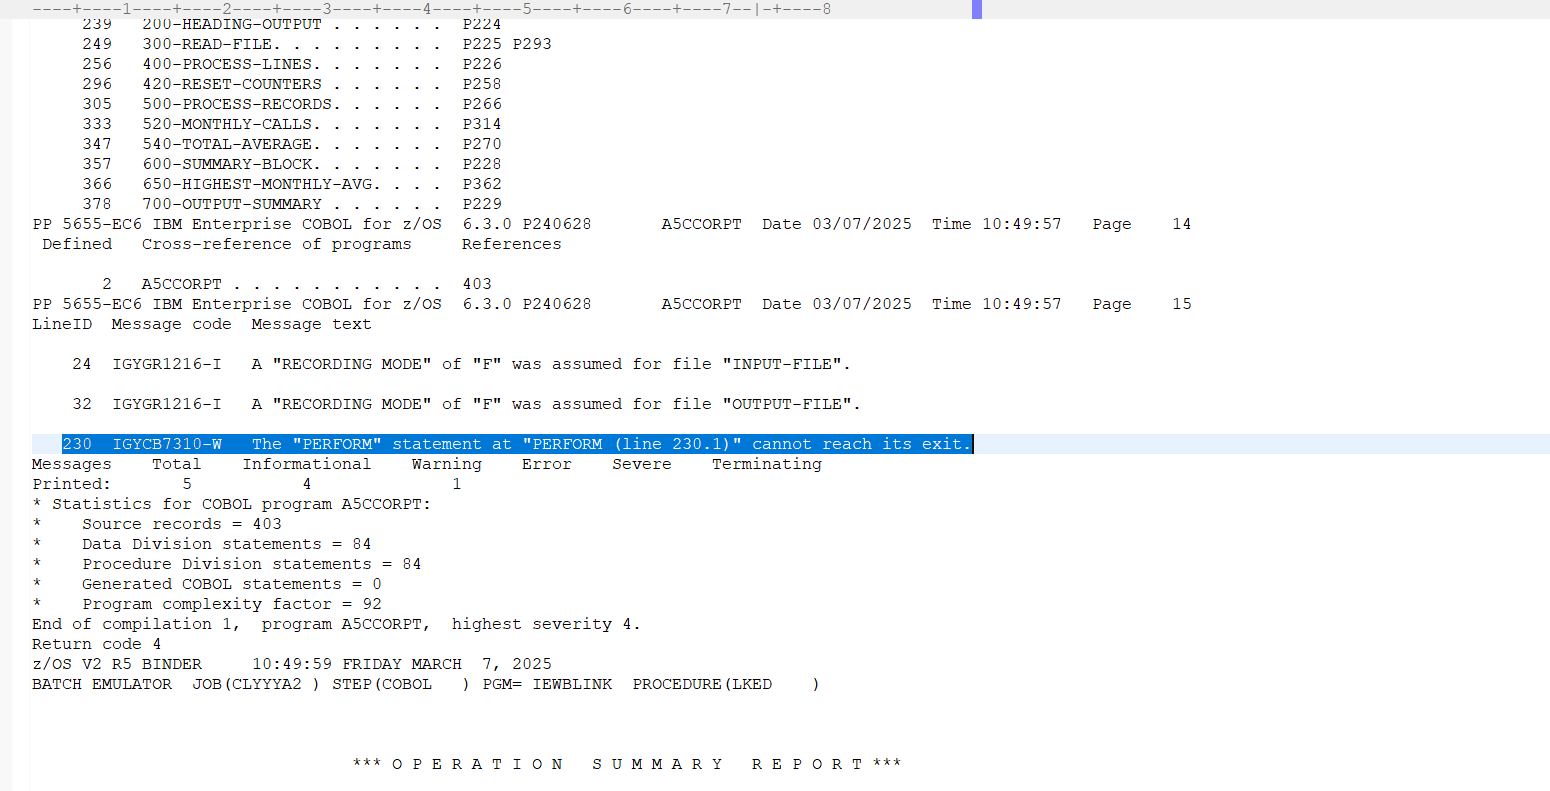 ----+----1----+----2----+----3----+----4----+----5----+----6----+----7--|-+----8
239   200-HEADING-OUTPUT . . . . . .  P224
249   300-READ-FILE. . . . . . . . .  P225 P293
256   400-PROCESS-LINES. . . . . . .  P226
296   420-RESET-COUNTERS . . . . . .  P258
305   500-PROCESS-RECORDS. . . . . .  P266
333   520-MONTHLY-CALLS. . . . . . .  P314
347   540-TOTAL-AVERAGE. . . . . . .  P270
357   600-SUMMARY-BLOCK. . . . . . .  P228
366   650-HIGHEST-MONTHLY-AVG. . . .  P362
378   700-OUTPUT-SUMMARY . . . . . .  P229
PP 5655-EC6 IBM Enterprise COBOL for z/OS  6.3.0 P240628       A5CCORPT  Date 03/07/2025  Time 10:49:57   Page    14
Defined   Cross-reference of programs     References
2   A5CCORPT . . . . . . . . . . .  403
PP 5655-EC6 IBM Enterprise COBOL for z/OS  6.3.0 P240628       A5CCORPT  Date 03/07/2025  Time 10:49:57   Page    15
LineID  Message code  Message text
24  IGYGR1216-I   A "RECORDING MODE" of "F" was assumed for file "INPUT-FILE".
32  IGYGR1216-I   A "RECORDING MODE" of "F" was assumed for file "OUTPUT-FILE".
230  IGYCB7310-W   The "PERFORM" statement at "PERFORM (line 230.1)" cannot reach its exit.
Messages    Total    Informational    Warning    Error    Severe    Terminating
Printed:       5           4              1
* Statistics for COBOL program A5CCORPT:
*    Source records = 403
*    Data Division statements = 84
*    Procedure Division statements = 84
*    Generated COBOL statements = 0
*    Program complexity factor = 92
End of compilation 1,  program A5CCORPT,  highest severity 4.
Return code 4
z/OS V2 R5 BINDER     10:49:59 FRIDAY MARCH  7, 2025
BATCH EMULATOR  JOB(CLYYYA2 ) STEP(COBOL   ) PGM= IEWBLINK  PROCEDURE(LKED    )
*** O P E R A T I O N   S U M M A R Y   R E P O R T ***